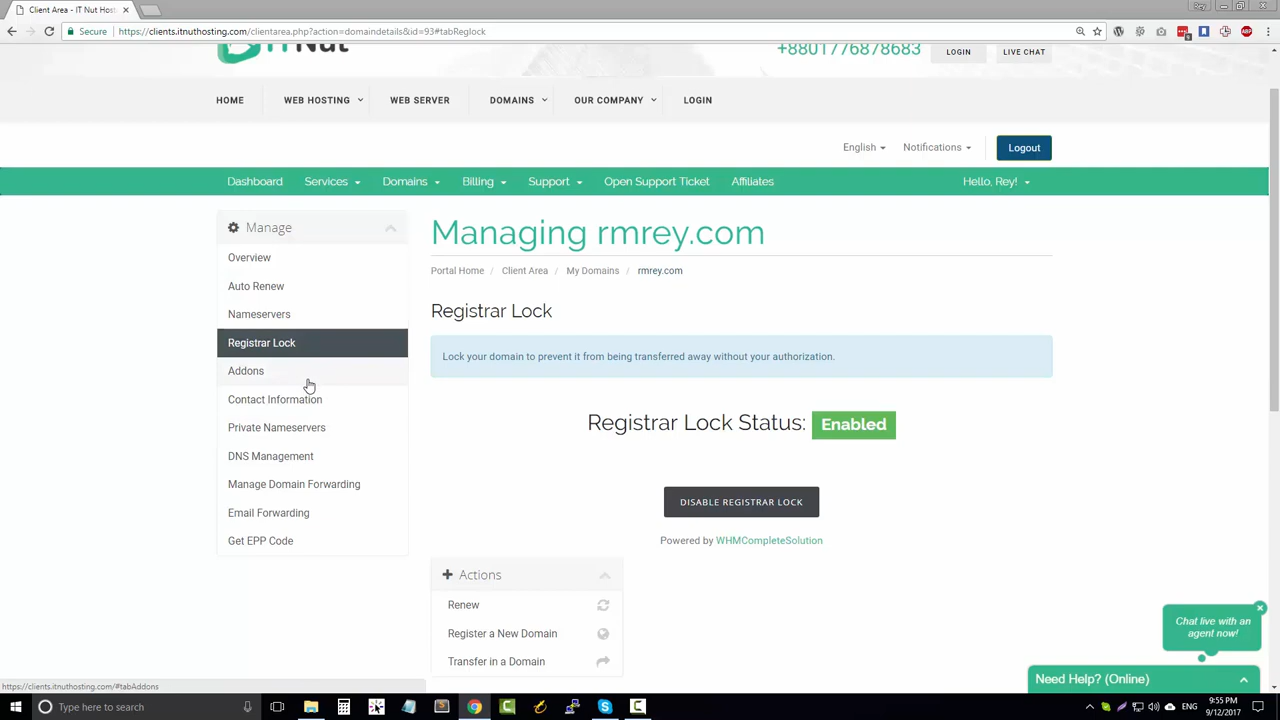 Client Area - IT Nut Host
Rey
Secure
https://clients.itnuthosting.com/clientarea.php?action=domaindetails&id=93#tabReglock
IT Nut
+8801776878683
LOGIN
LIVE CHAT
HOME
WEB HOSTING
WEB SERVER
DOMAINS
OUR COMPANY
LOGIN
English
Notifications
Logout
Dashboard
Services
Domains
Billing
Support
Open Support Ticket
Affiliates
Hello, Rey!
Manage
Overview
Auto Renew
Nameservers
Registrar Lock
Addons
Contact Information
Private Nameservers
DNS Management
Manage Domain Forwarding
Email Forwarding
Get EPP Code
Managing rmrey.com
Portal Home / Client Area / My Domains / rmrey.com
Registrar Lock
Lock your domain to prevent it from being transferred away without your authorization.
Registrar Lock Status: Enabled
DISABLE REGISTRAR LOCK
Powered by WHMCompleteSolution
Actions
Renew
Register a New Domain
Transfer in a Domain
Chat live with an
agent now!
Need Help? (Online)
https://clients.itnuthosting.com/#tabAddons
Type here to search
ENG
9:55 PM
9/12/2017